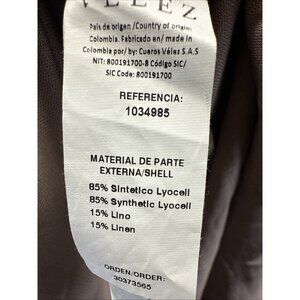 VELEZ
País de origen /Country of origin:
Colombia. Fabricado en/ made in
Colombia por/by: Cueros Vélez S.A.S
NIT: 800191700-8 Código SIC/
SIC Code: 800191700
REFERENCIA:
1034985
MATERIAL DE PARTE
EXTERNA/SHELL
85% Sintetico Lyocell
85% Synthetic Lyocell
15% Lino
15% Linen
ORDEN/ORDER:
30373565